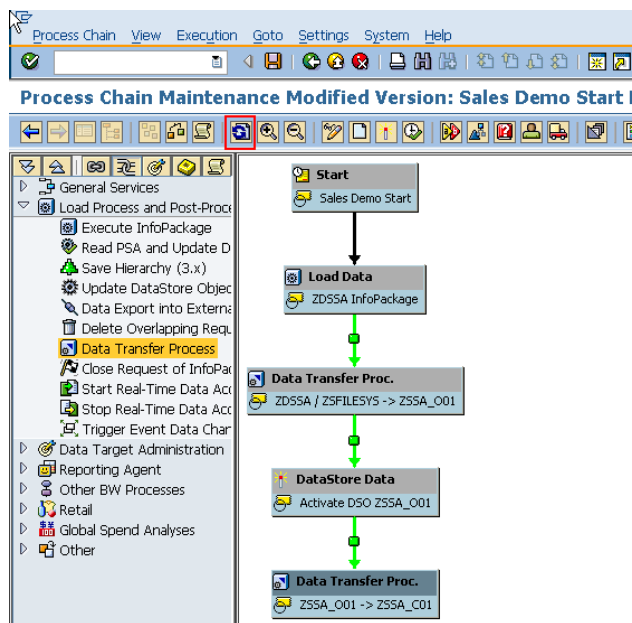 Process Chain View Execution Goto Settings System Help
Process Chain Maintenance Modified Version: Sales Demo Start
General Services
Load Process and Post-Proce
Execute InfoPackage
Read PSA and Update D
Save Hierarchy (3.x)
Update DataStore Objec
Data Export into Externa
Delete Overlapping Requ
Data Transfer Process
Close Request of InfoPac
Start Real-Time Data Acc
Stop Real-Time Data Acc
Trigger Event Data Char
Data Target Administration
Reporting Agent
Other BW Processes
Retail
Global Spend Analyses
Other
Start
Sales Demo Start
Load Data
ZDSSA InfoPackage
Data Transfer Proc.
ZDSSA / ZSFILESYS -> ZSSA_O01
DataStore Data
Activate DSO ZSSA_O01
Data Transfer Proc.
ZSSA_O01 -> ZSSA_C01